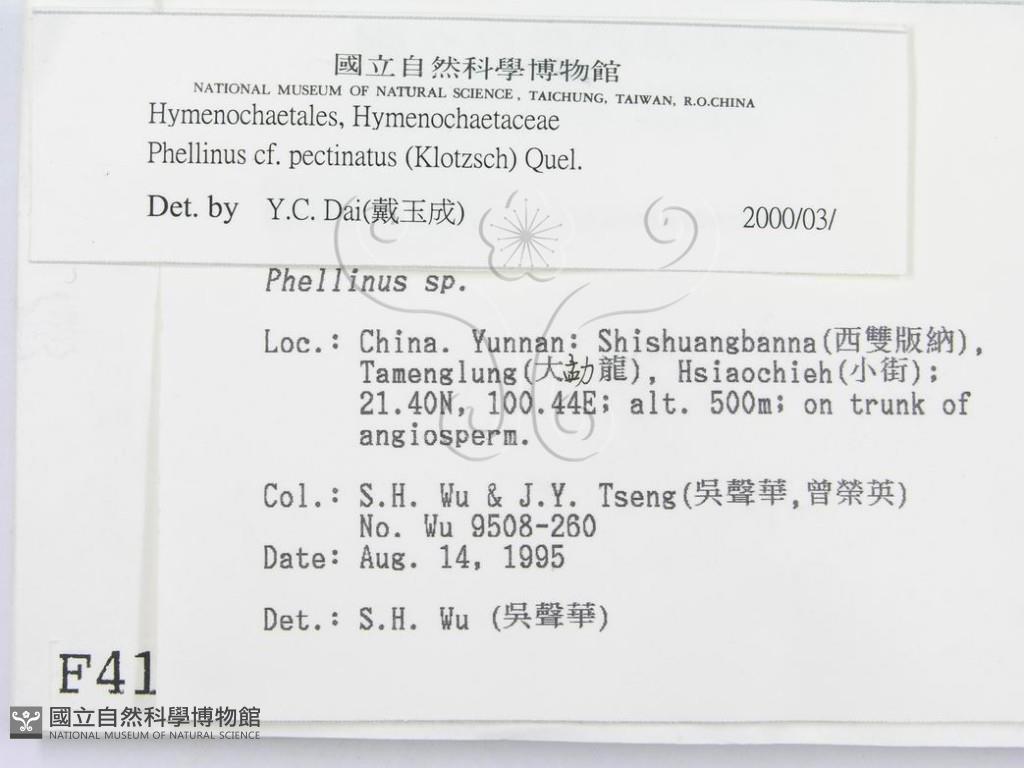 國立自然科學博物館
NATIONAL MUSEUM OF NATURAL SCIENCE, TAICHUNG, TAIWAN, R.O.CHINA
Hymenochaetales, Hymenochaetaceae
Phellinus cf. pectinatus (Klotzsch) Quel.
Det. by Y.C. Dai(戴玉成) 2000/03/
Phellinus sp.
Loc.: China. Yunnan: Shishuangbanna(西雙版納),
Tamenglung(大勐龍), Hsiaochieh(小街);
21.40N, 100.44E; alt. 500m; on trunk of
angiosperm.
Col.: S.H. Wu & J.Y. Tseng(吳聲華,曾榮英)
No. Wu 9508-260
Date: Aug. 14, 1995
Det.: S.H. Wu (吳聲華)
F41
國立自然科學博物館
NATIONAL MUSEUM OF NATURAL SCIENCE